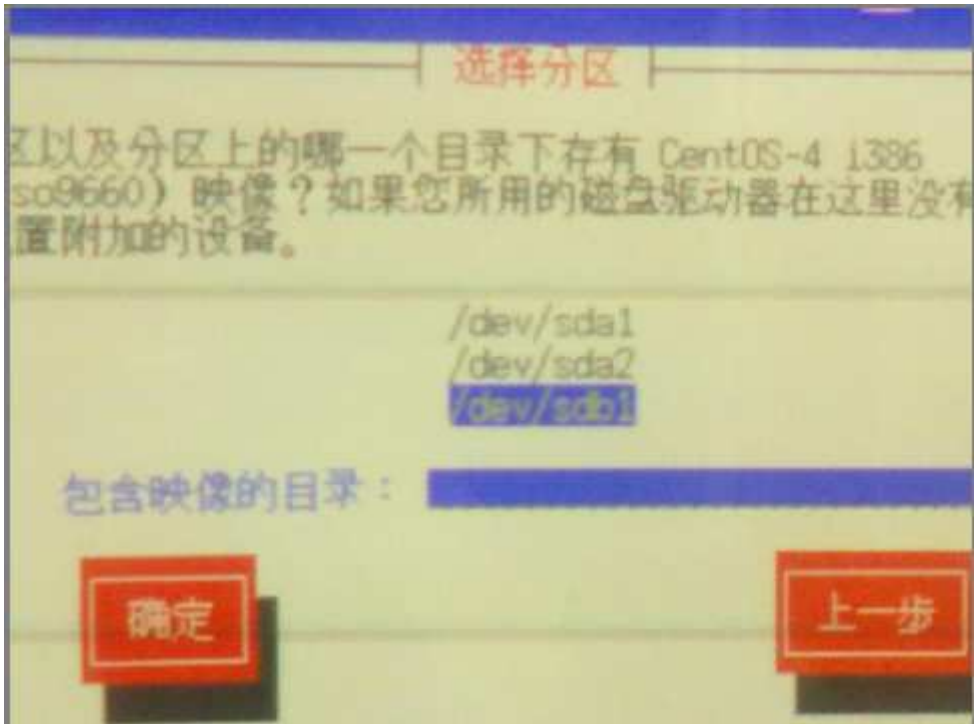 选择分区
区以及分区上的哪一个目录下存有 CentOS-4 i386
so9660）映像？如果您所用的磁盘驱动器在这里没有
置附加的设备。
/dev/sda1
/dev/sda2
/dev/sdb1
包含映像的目录：
确定
上一步